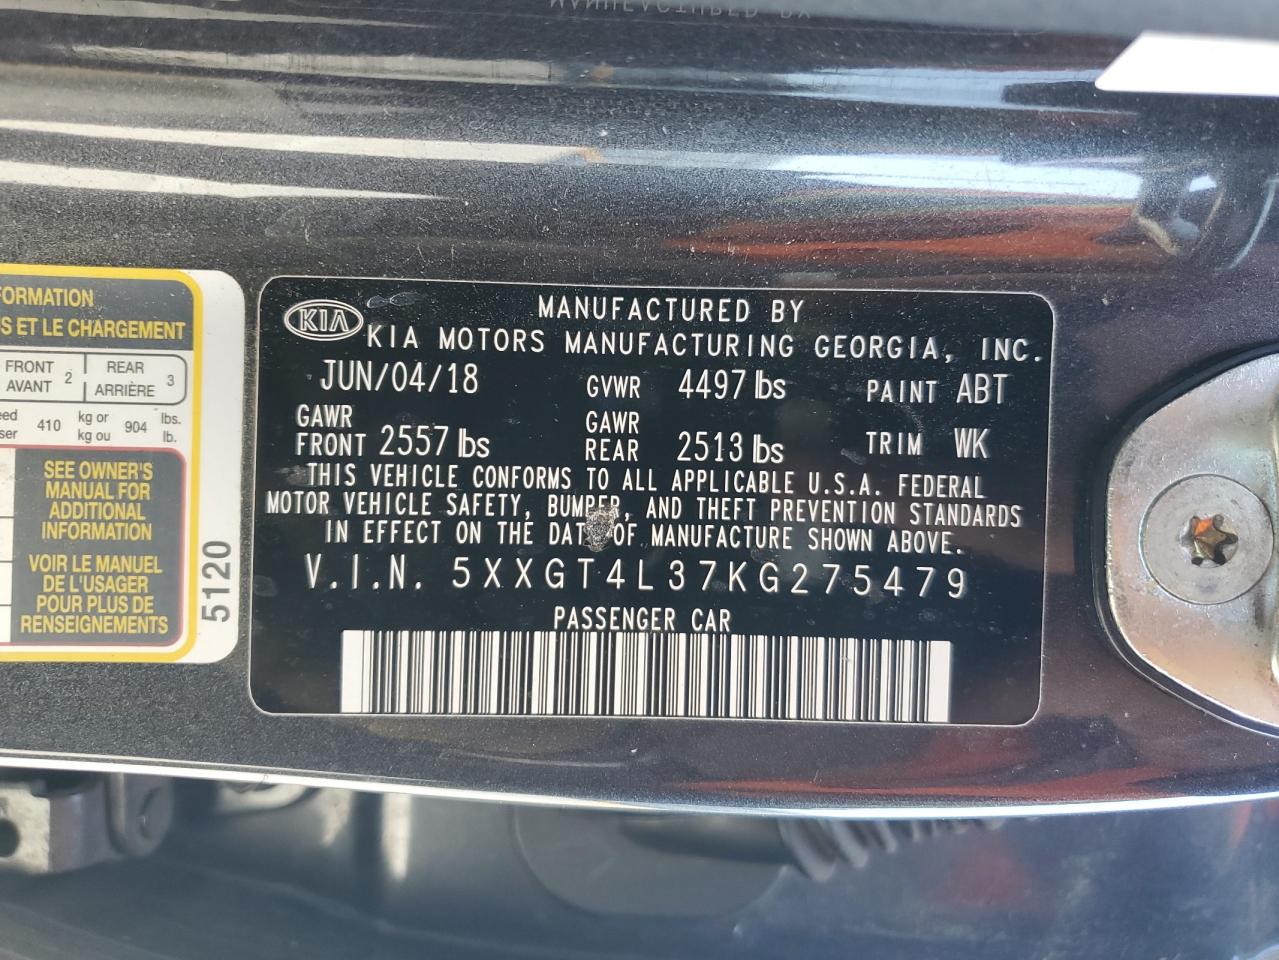 FORMATION
S ET LE CHARGEMENT
FRONT
AVANT 2
REAR
ARRIÈRE 3
410 kg or
kg ou 904 lbs.
lb.
SEE OWNER'S
MANUAL FOR
ADDITIONAL
INFORMATION
VOIR LE MANUEL
DE L'USAGER
POUR PLUS DE
RENSEIGNEMENTS
5120
KIA
MANUFACTURED BY
KIA MOTORS MANUFACTURING GEORGIA, INC.
JUN/04/18 GVWR 4497 lbs PAINT ABT
GAWR
FRONT 2557 lbs
GAWR
REAR 2513 lbs TRIM WK
THIS VEHICLE CONFORMS TO ALL APPLICABLE U.S.A. FEDERAL
MOTOR VEHICLE SAFETY, BUMPER, AND THEFT PREVENTION STANDARDS
IN EFFECT ON THE DATE OF MANUFACTURE SHOWN ABOVE.
V.I.N. 5XXGT4L37KG275479
PASSENGER CAR